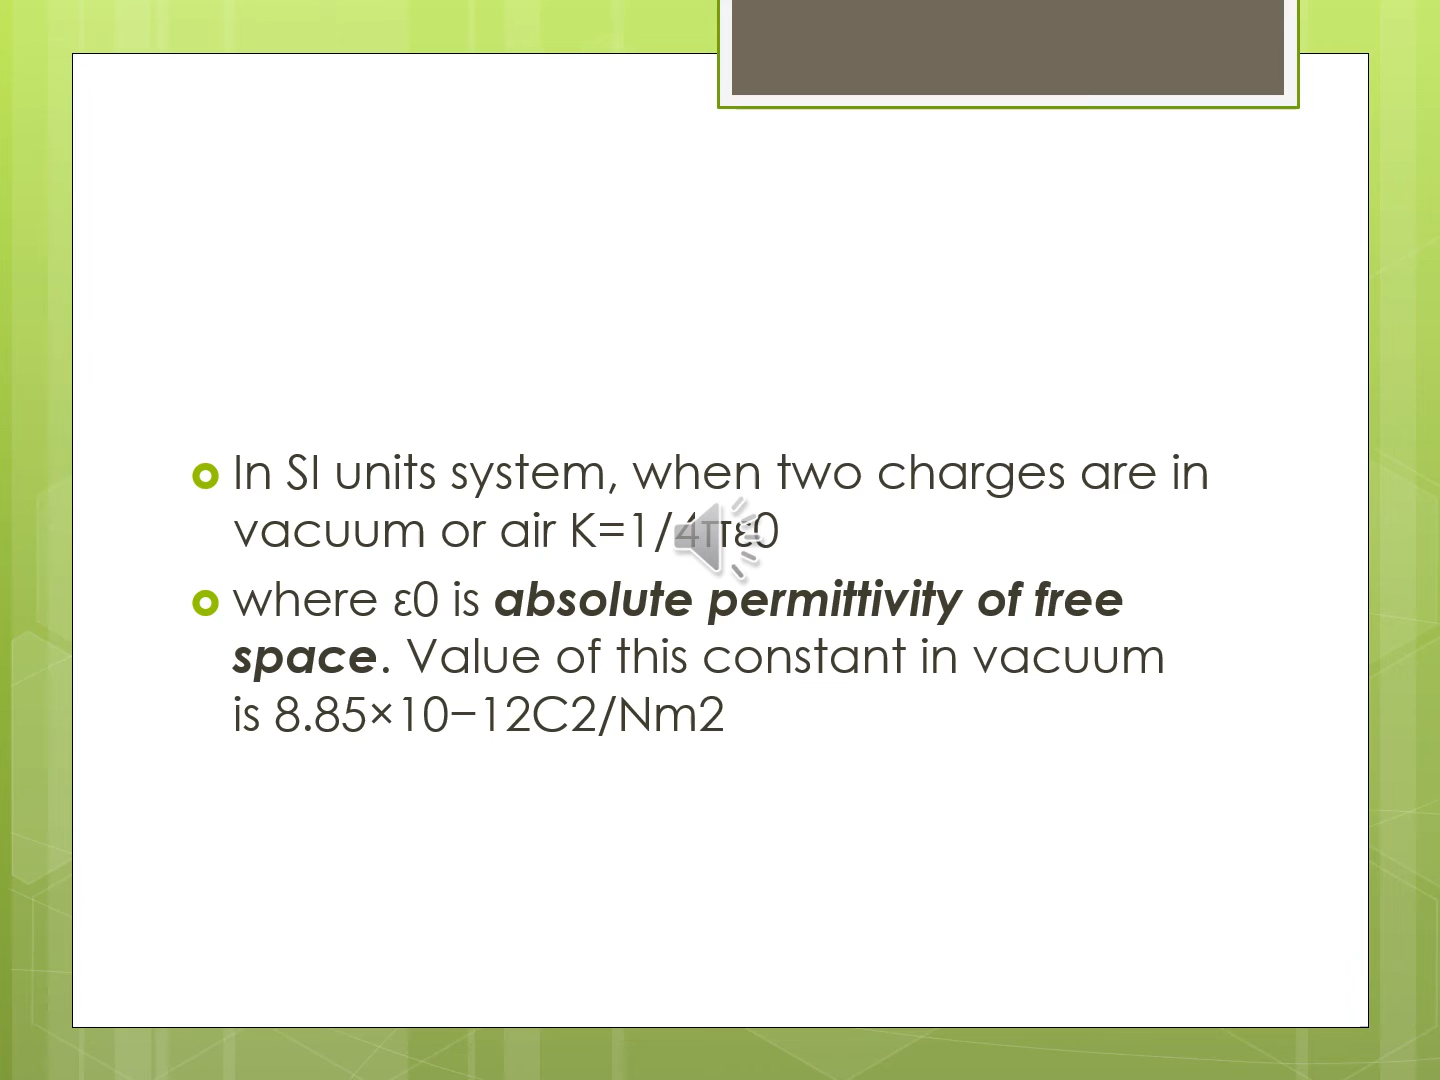 In SI units system, when two charges are in
vacuum or air K=1/4πε0
where ε0 is absolute permittivity of free
space. Value of this constant in vacuum
is 8.85×10−12C2/Nm2